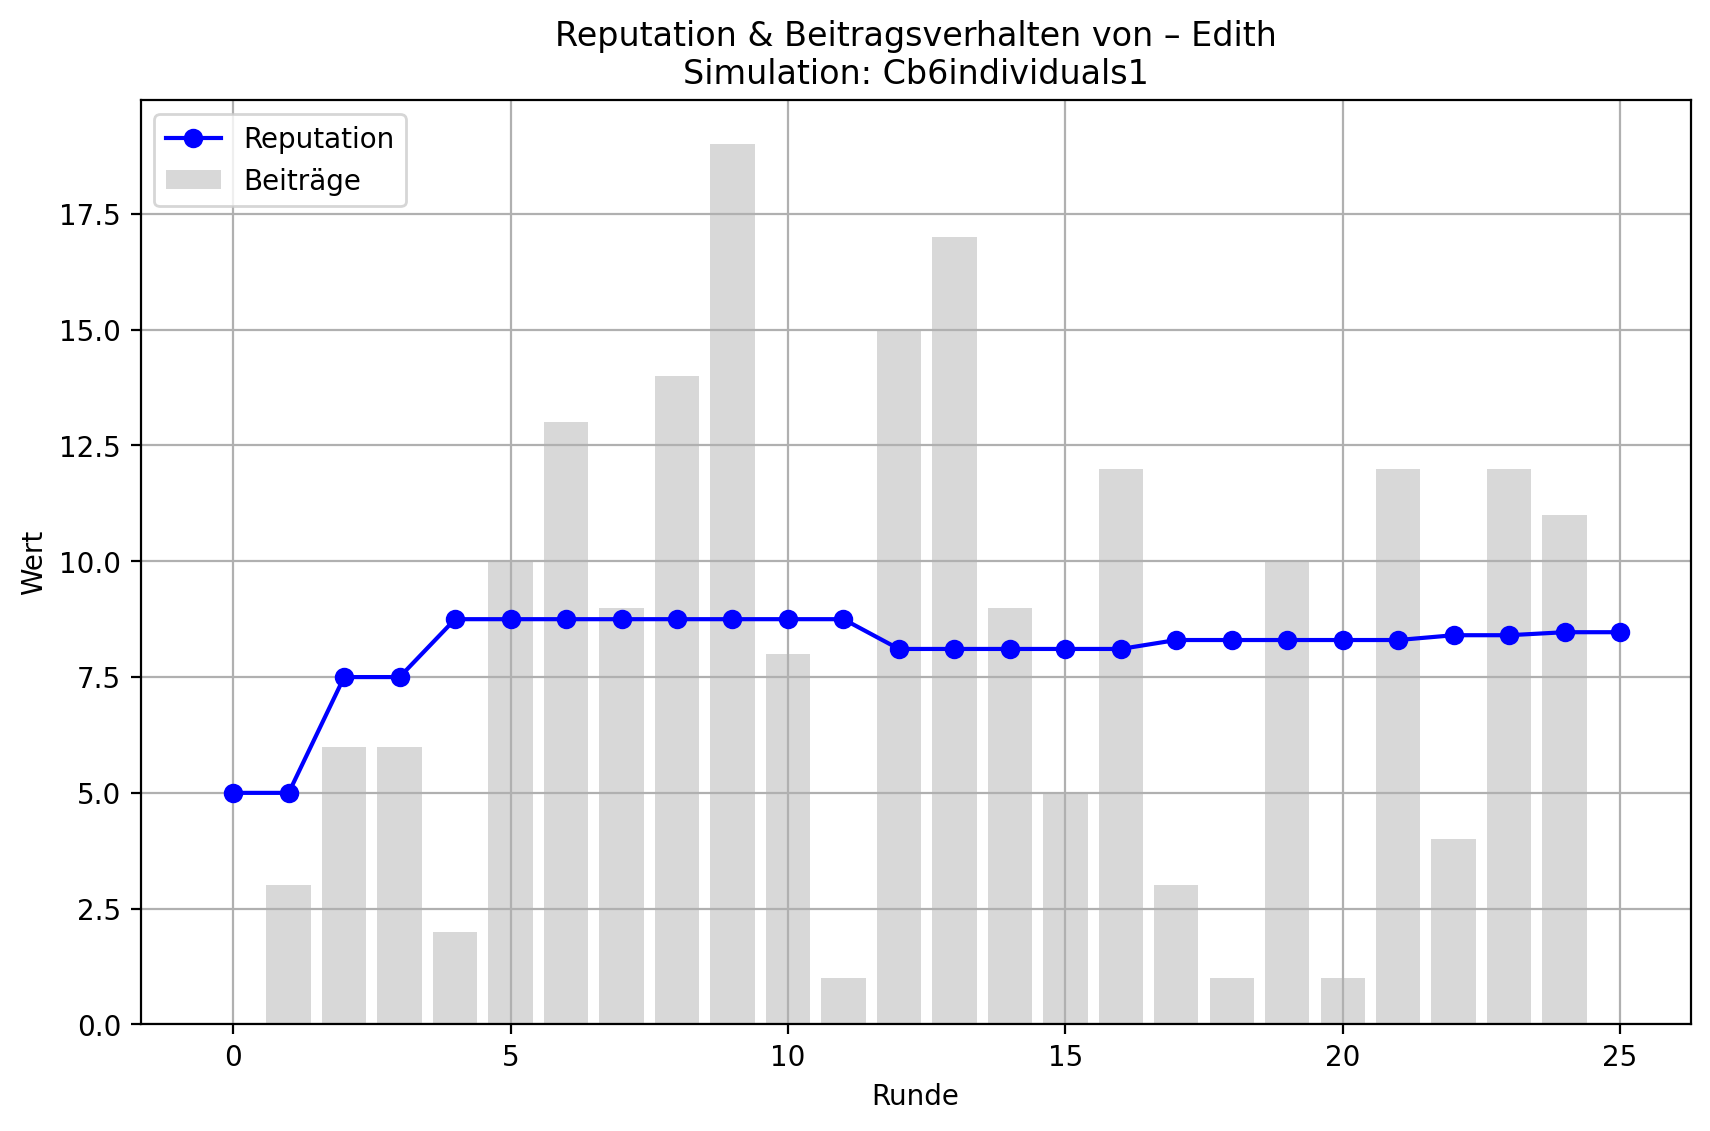 Reputation & Beitragsverhalten von – Edith
Simulation: Cb6individuals1
Reputation
Beiträge
17.5
15.0
12.5
10.0
7.5
5.0
2.5
0.0
Wert
0 5 10 15 20 25
Runde